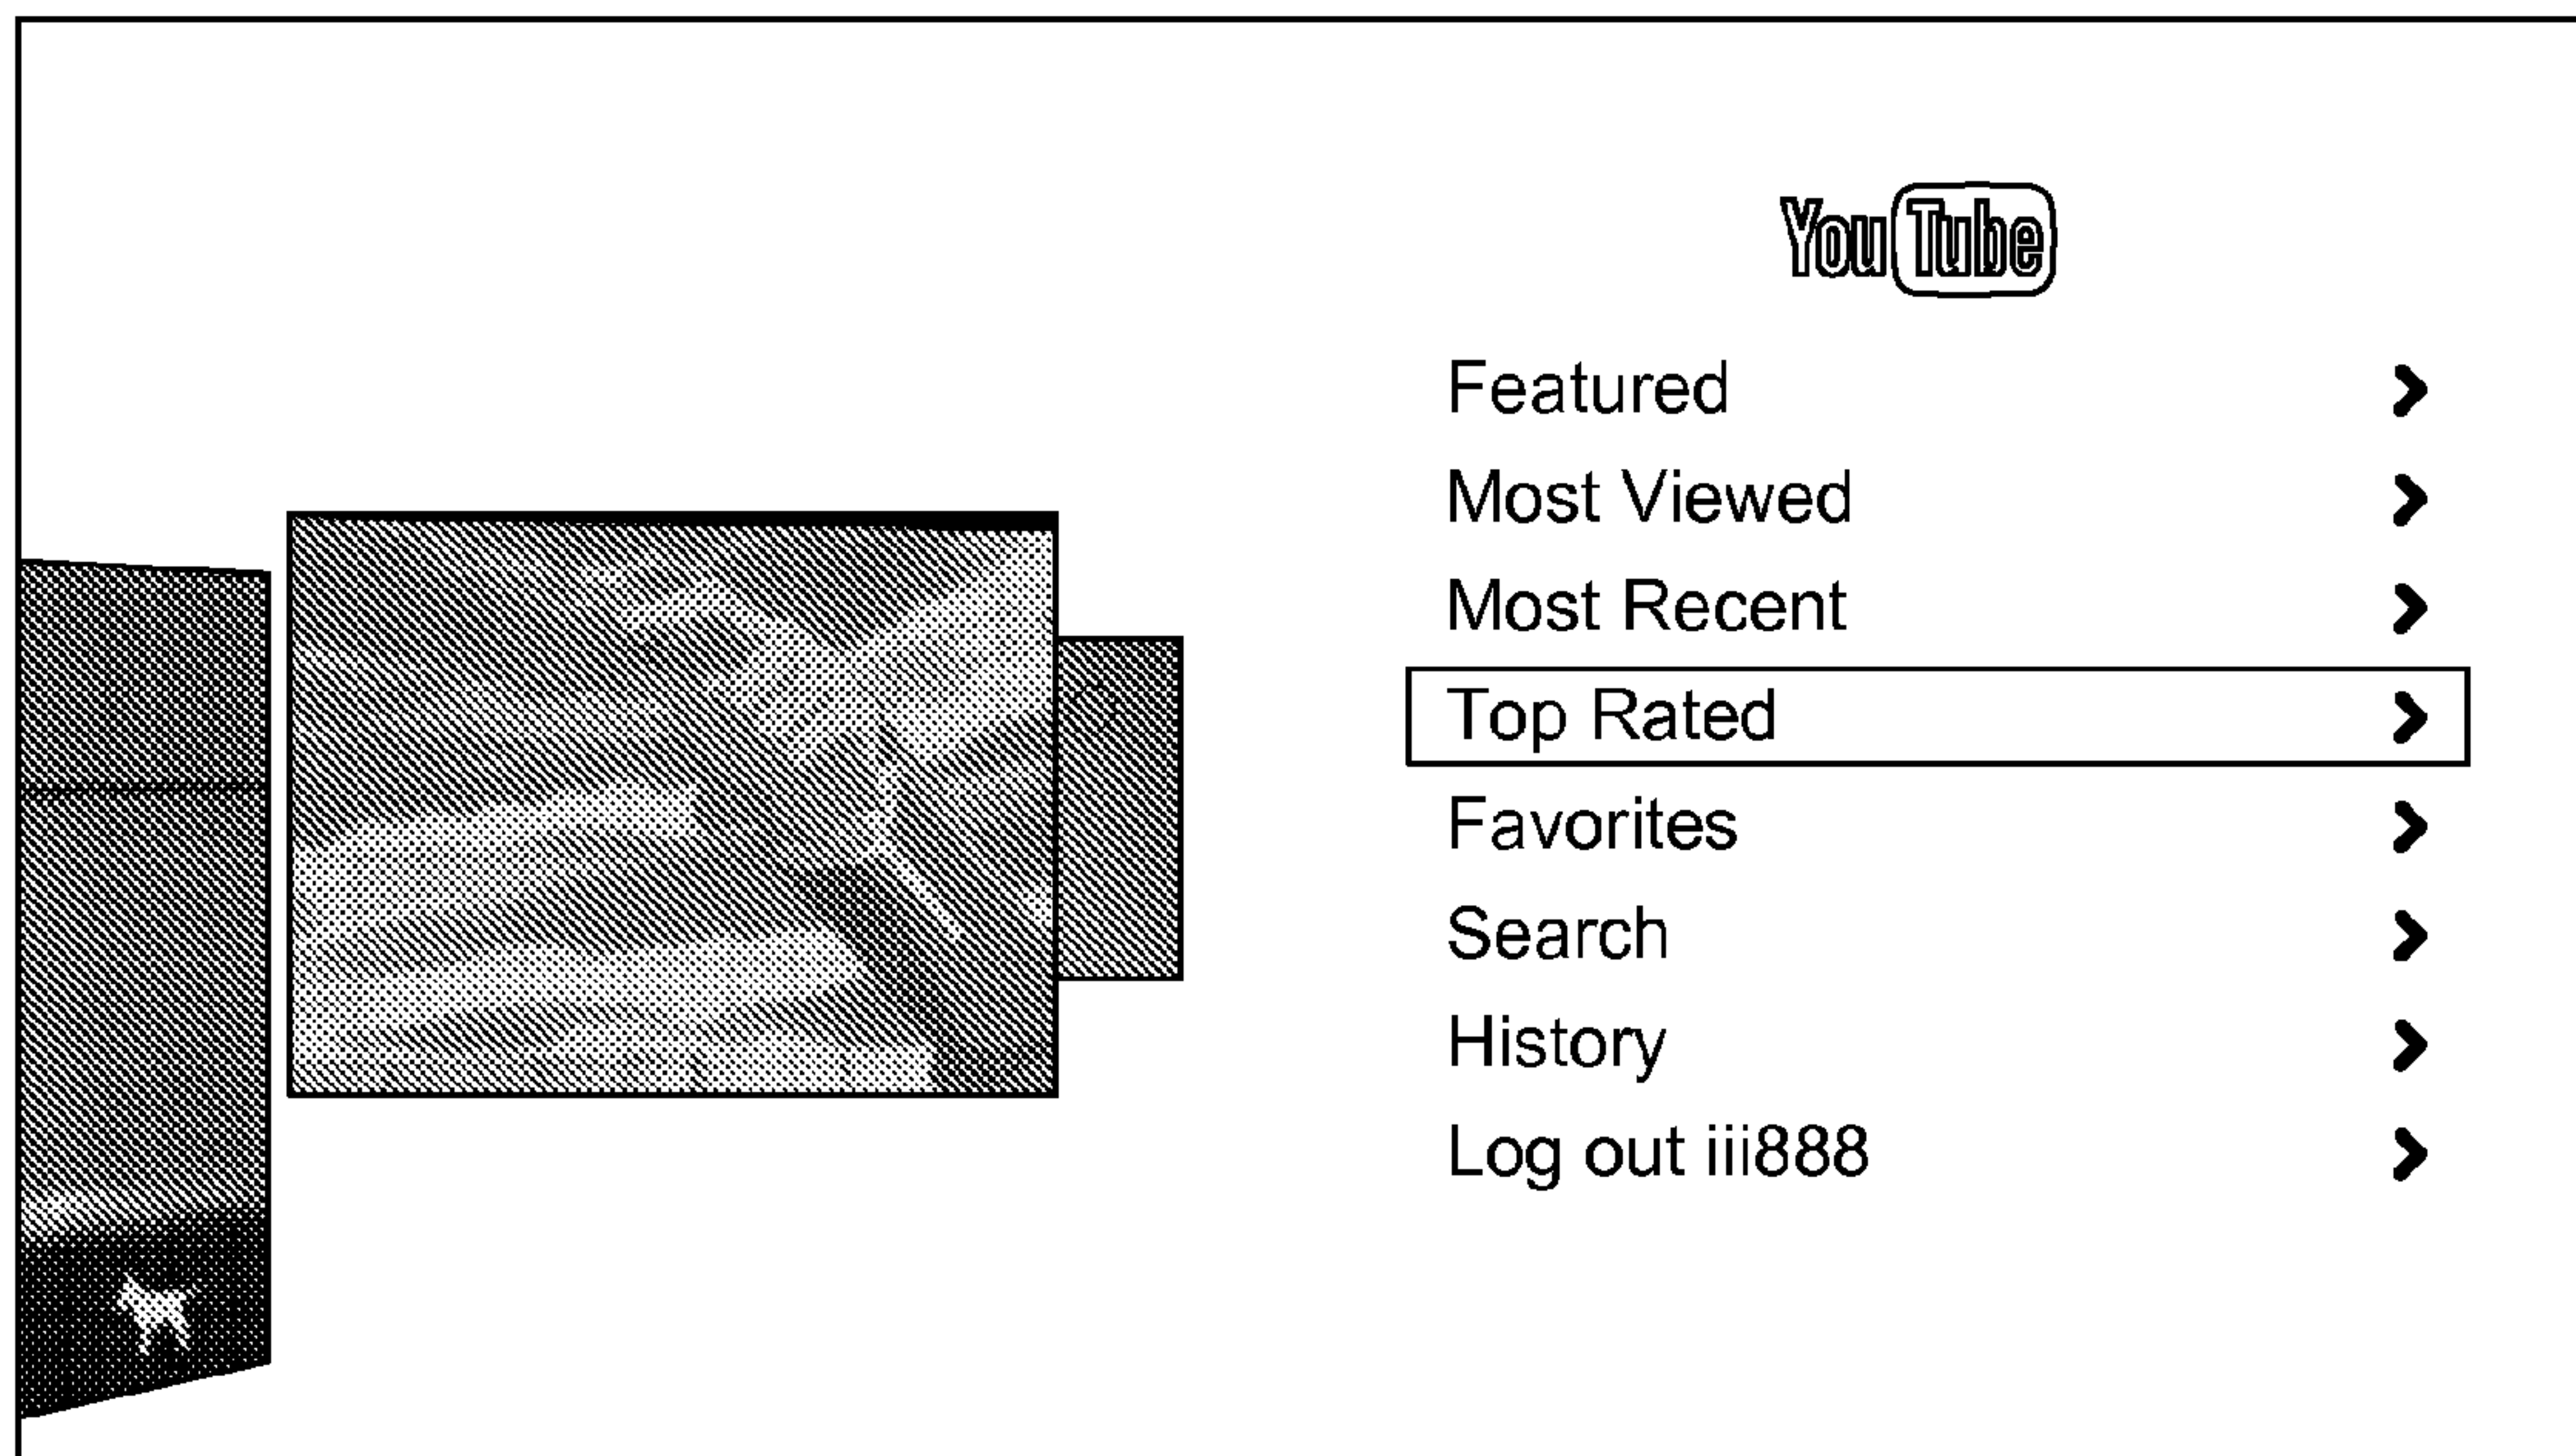 YouTube
Featured
Most Viewed
Most Recent
Top Rated
Favorites
Search
History
Log out iii888